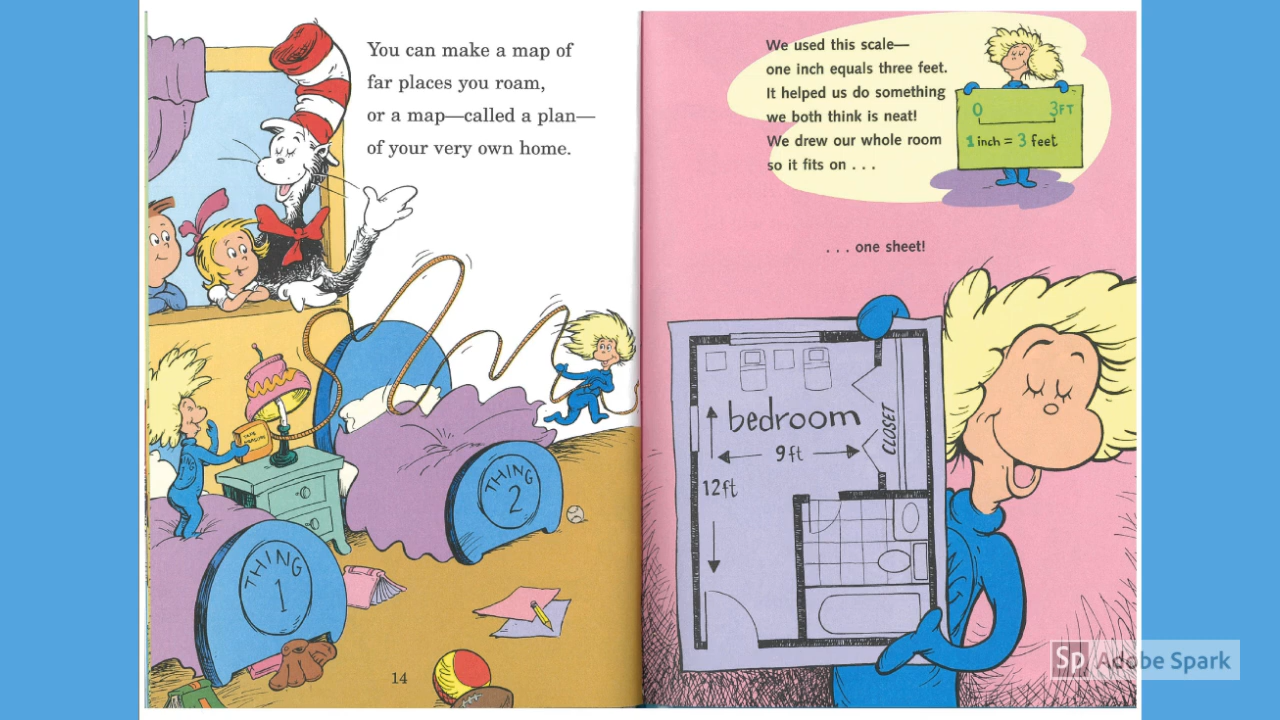 You can make a map of
far places you roam,
or a map—called a plan—
of your very own home.
TAPE
MEASURE
THING
2
THING
1
14
We used this scale—
one inch equals three feet.
It helped us do something
we both think is neat!
We drew our whole room
so it fits on . . .
0 3FT
1 inch = 3 feet
. . . one sheet!
bedroom
9ft
12ft
CLOSET
Sp Adobe Spark